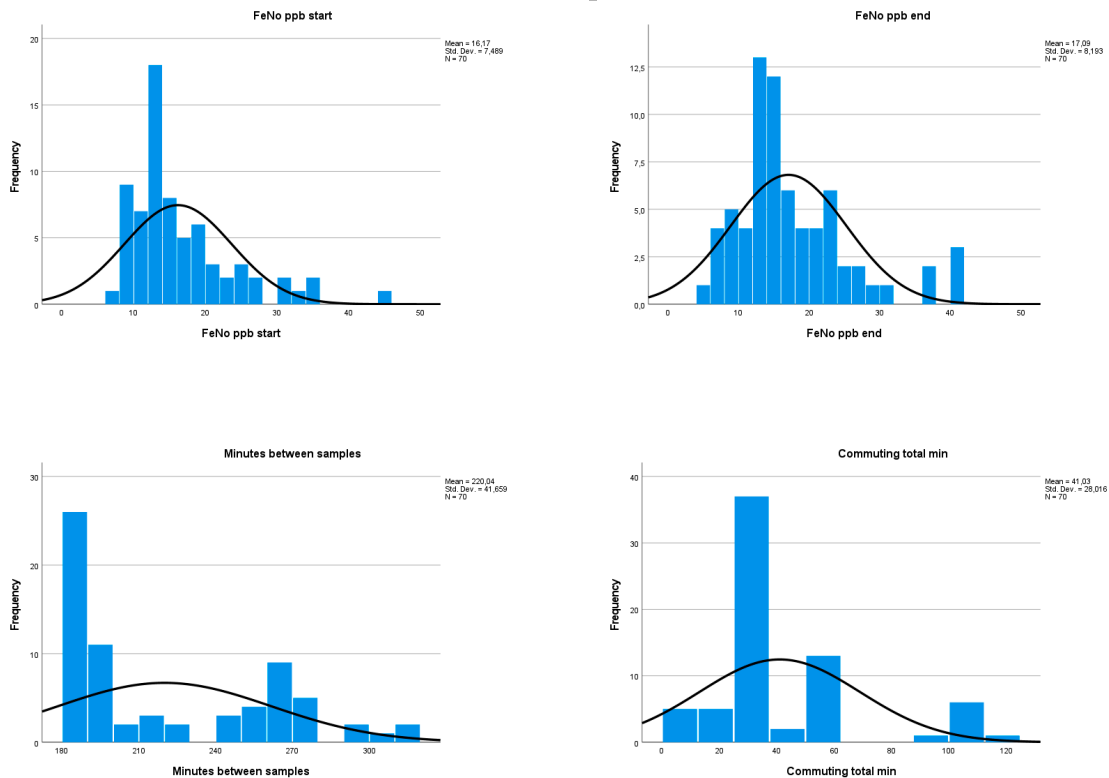 FeNo ppb start
Mean = 16,17
Std. Dev. = 7,489
N = 70
20
15
10
5
0
Frequency
0 10 20 30 40 50
FeNo ppb start
FeNo ppb end
Mean = 17,09
Std. Dev. = 8,193
N = 70
12,5
10,0
7,5
5,0
2,5
0,0
Frequency
0 10 20 30 40 50
FeNo ppb end
Minutes between samples
Mean = 220,04
Std. Dev. = 41,659
N = 70
30
20
10
0
Frequency
180 210 240 270 300
Minutes between samples
Commuting total min
Mean = 41,03
Std. Dev. = 28,016
N = 70
40
30
20
10
0
Frequency
0 20 40 60 80 100 120
Commuting total min